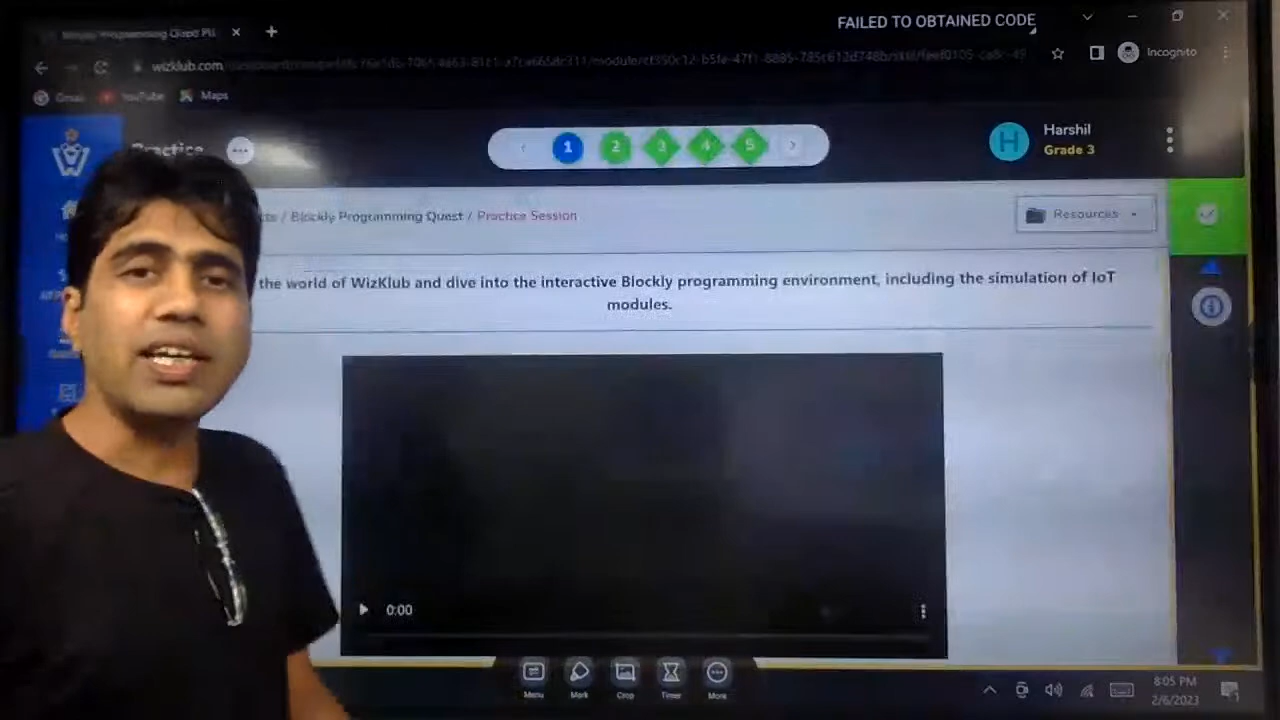 FAILED TO OBTAINED CODE
wizklub.com
Incognito
Gmail
YouTube
Maps
Practice
1
2
3
4
5
H
Harshil
Grade 3
/ Blockly Programming Quest / Practice Session
Resources
the world of WizKlub and dive into the interactive Blockly programming environment, including the simulation of IoT
modules.
0:00
Menu
Mark
Crop
Timer
More
8:05 PM
2/6/2023